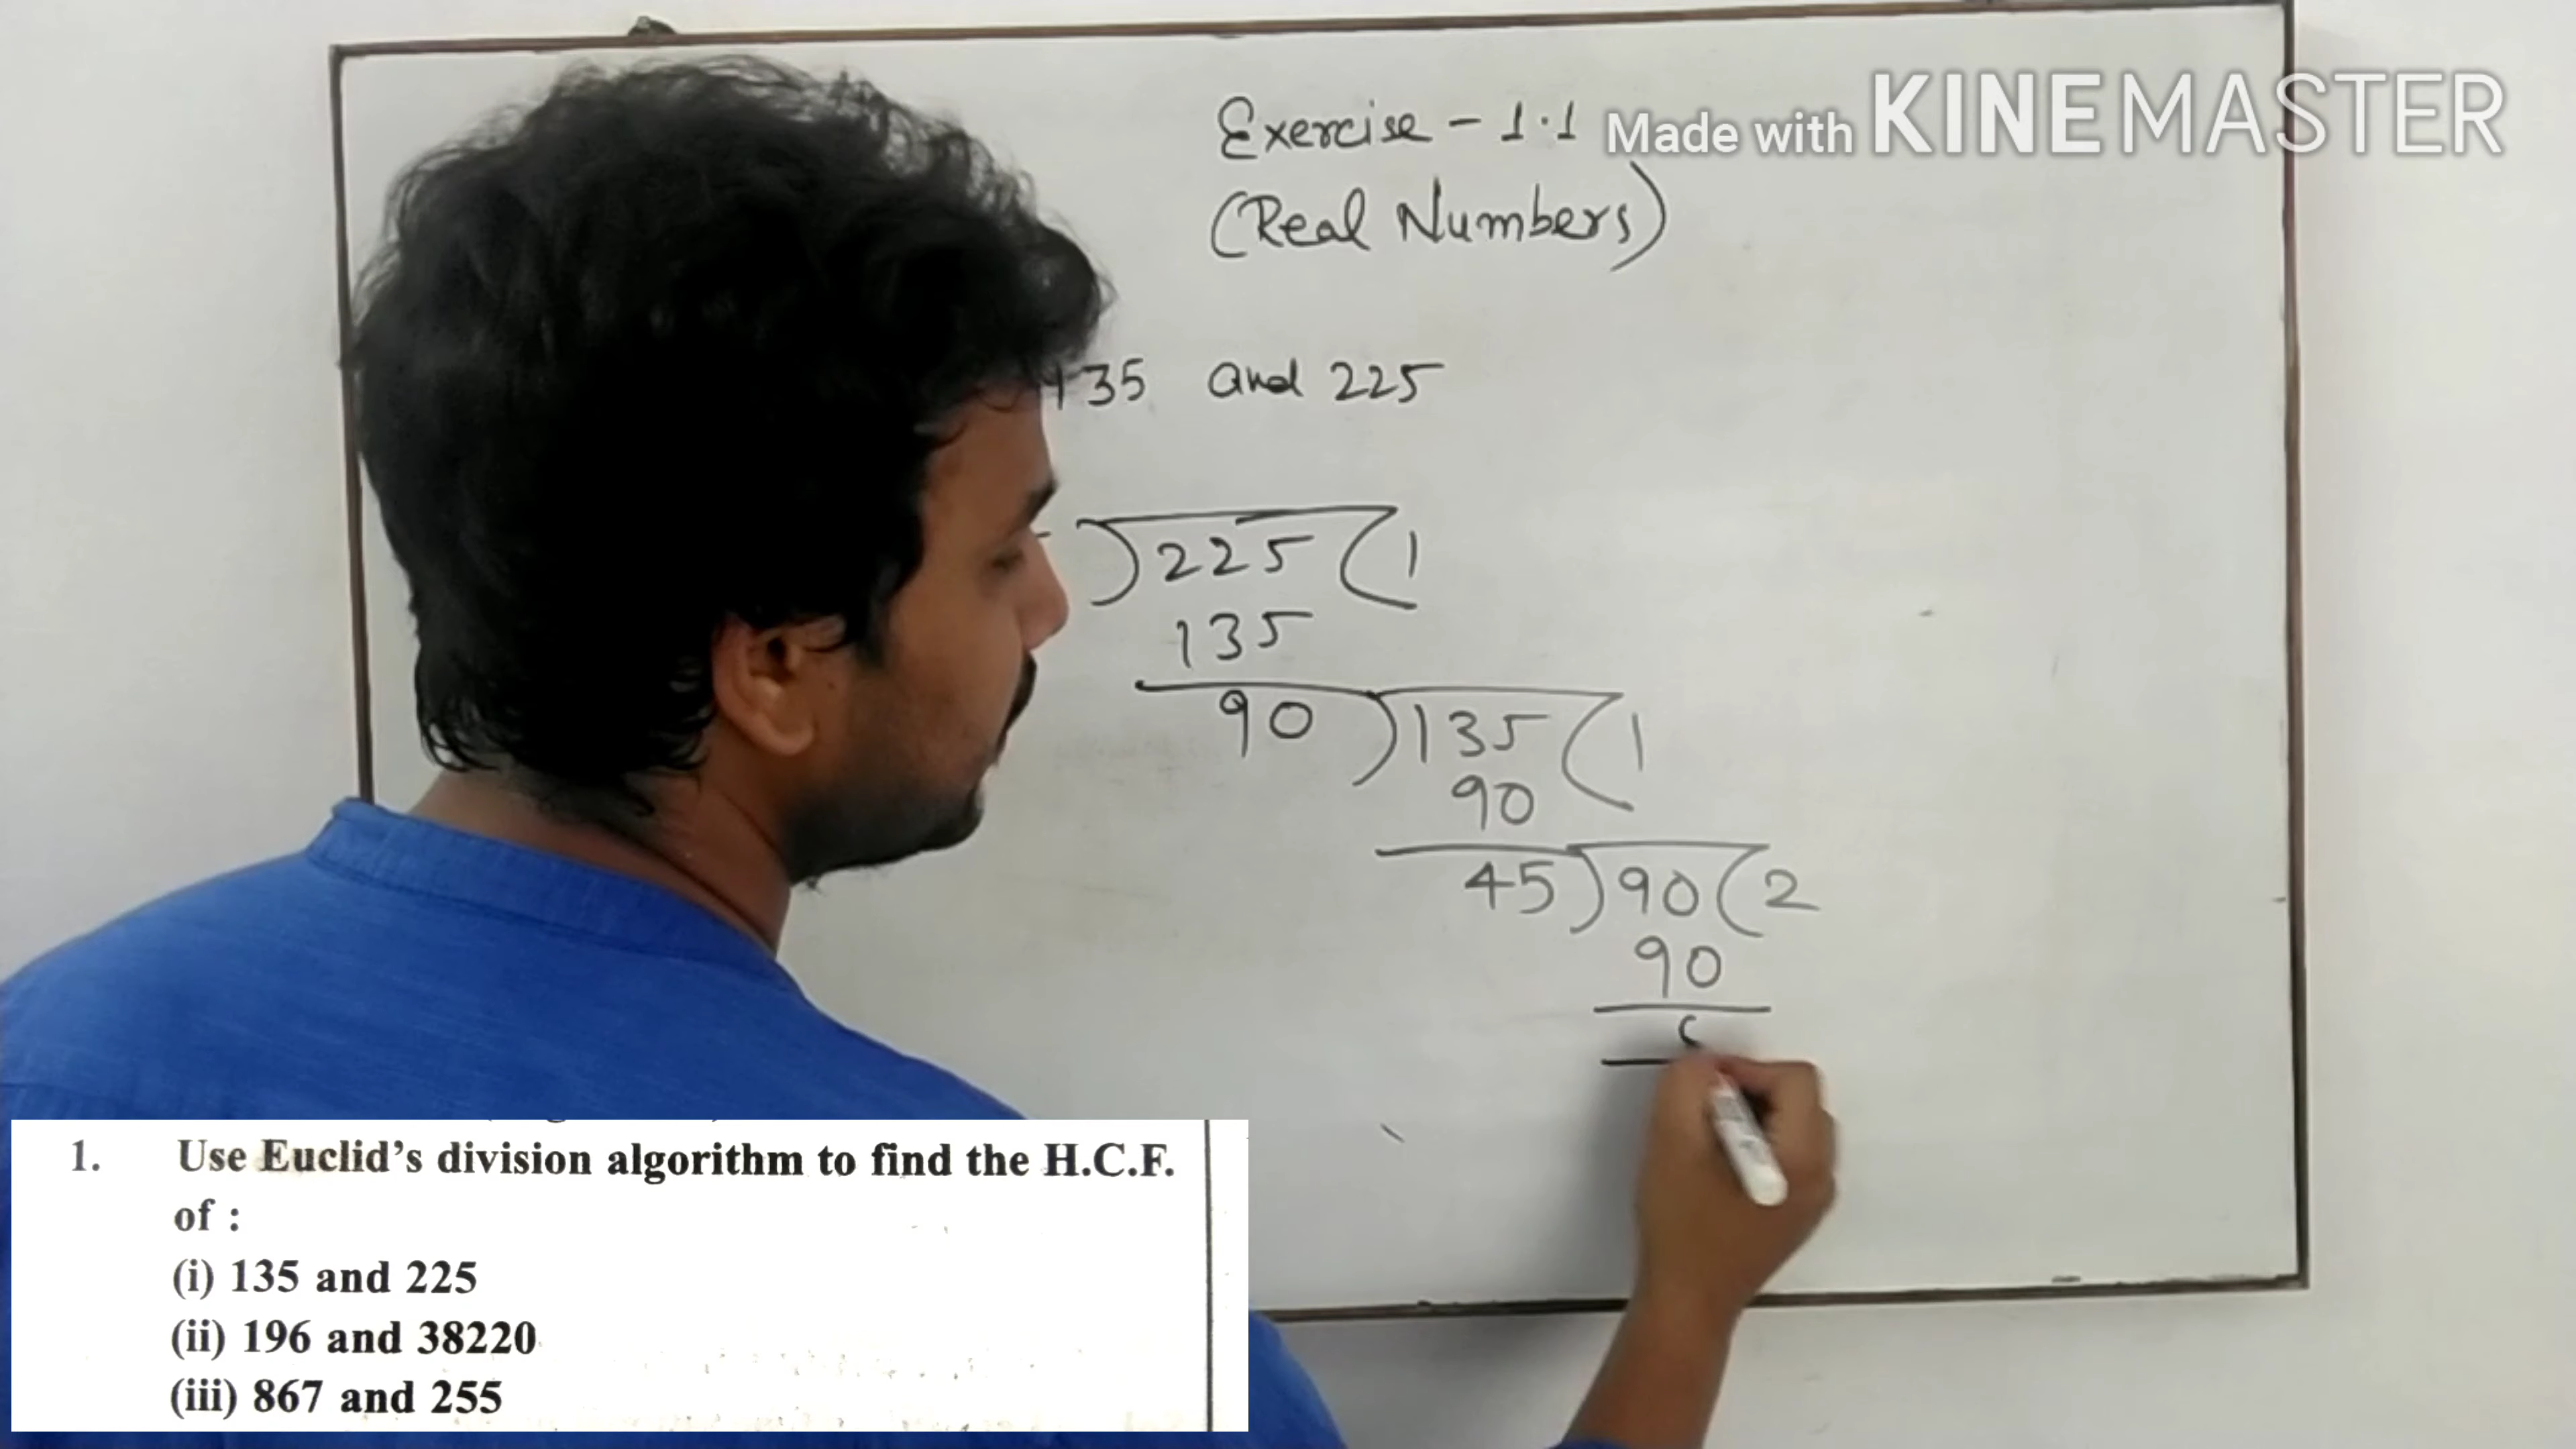 Exercise - 1.1
Made with KINEMASTER
(Real Numbers)
135 and 225
)225(1
135
90)135(1
90
45)90(2
90
1. Use Euclid's division algorithm to find the H.C.F.
of :
(i) 135 and 225
(ii) 196 and 38220
(iii) 867 and 255